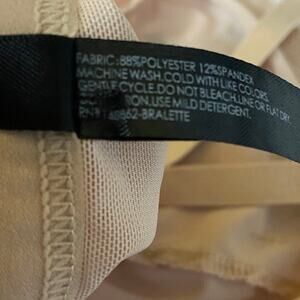 FABRIC:88%POLYESTER 12%SPANDEX
MACHINE WASH.COLD WITH LIKE COLORS.
GENTLE CYCLE.DO NOT BLEACH.LINE OR FLAT DRY.
USE MILD DETERGENT.
-BRALETTE